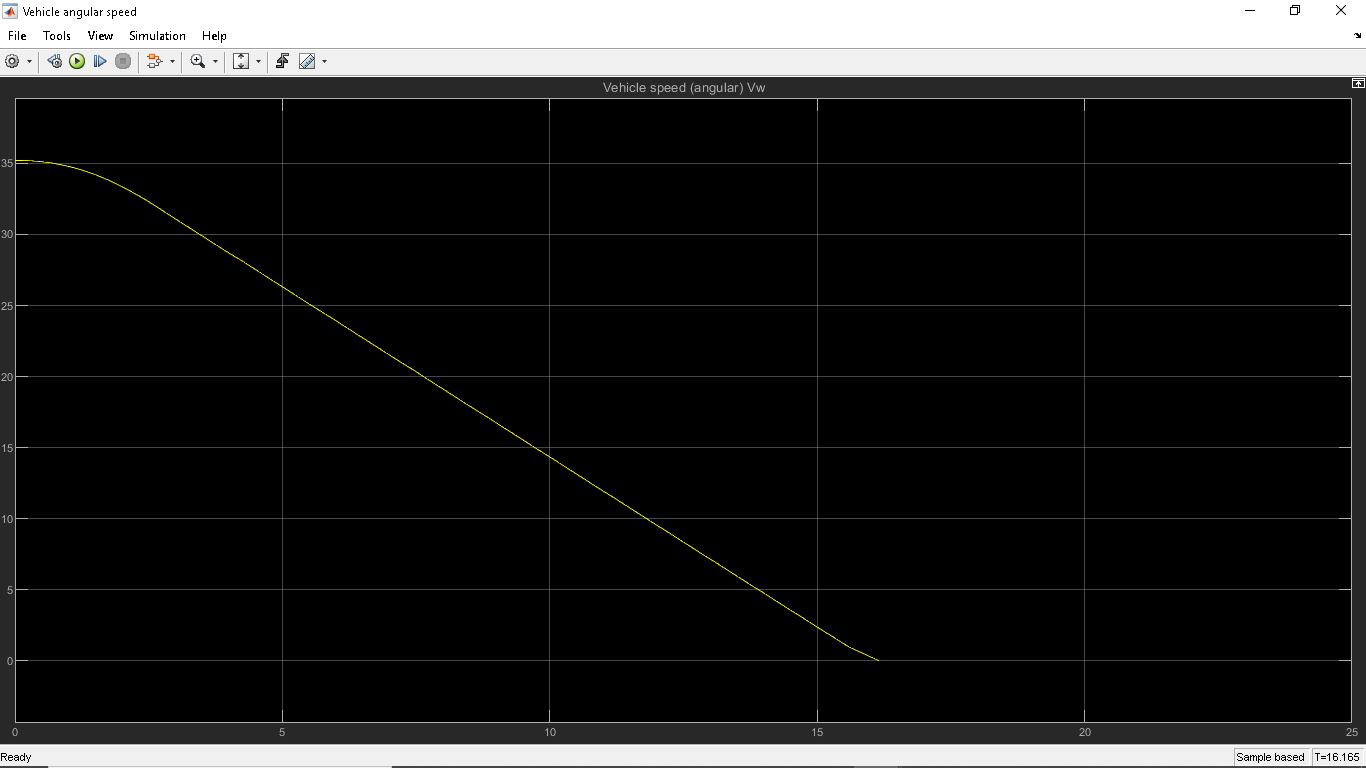 Vehicle angular speed
File Tools View Simulation Help
Vehicle speed (angular) Vw
35
30
25
20
15
10
5
0
0 5 10 15 20 25
Ready Sample based T=16.165